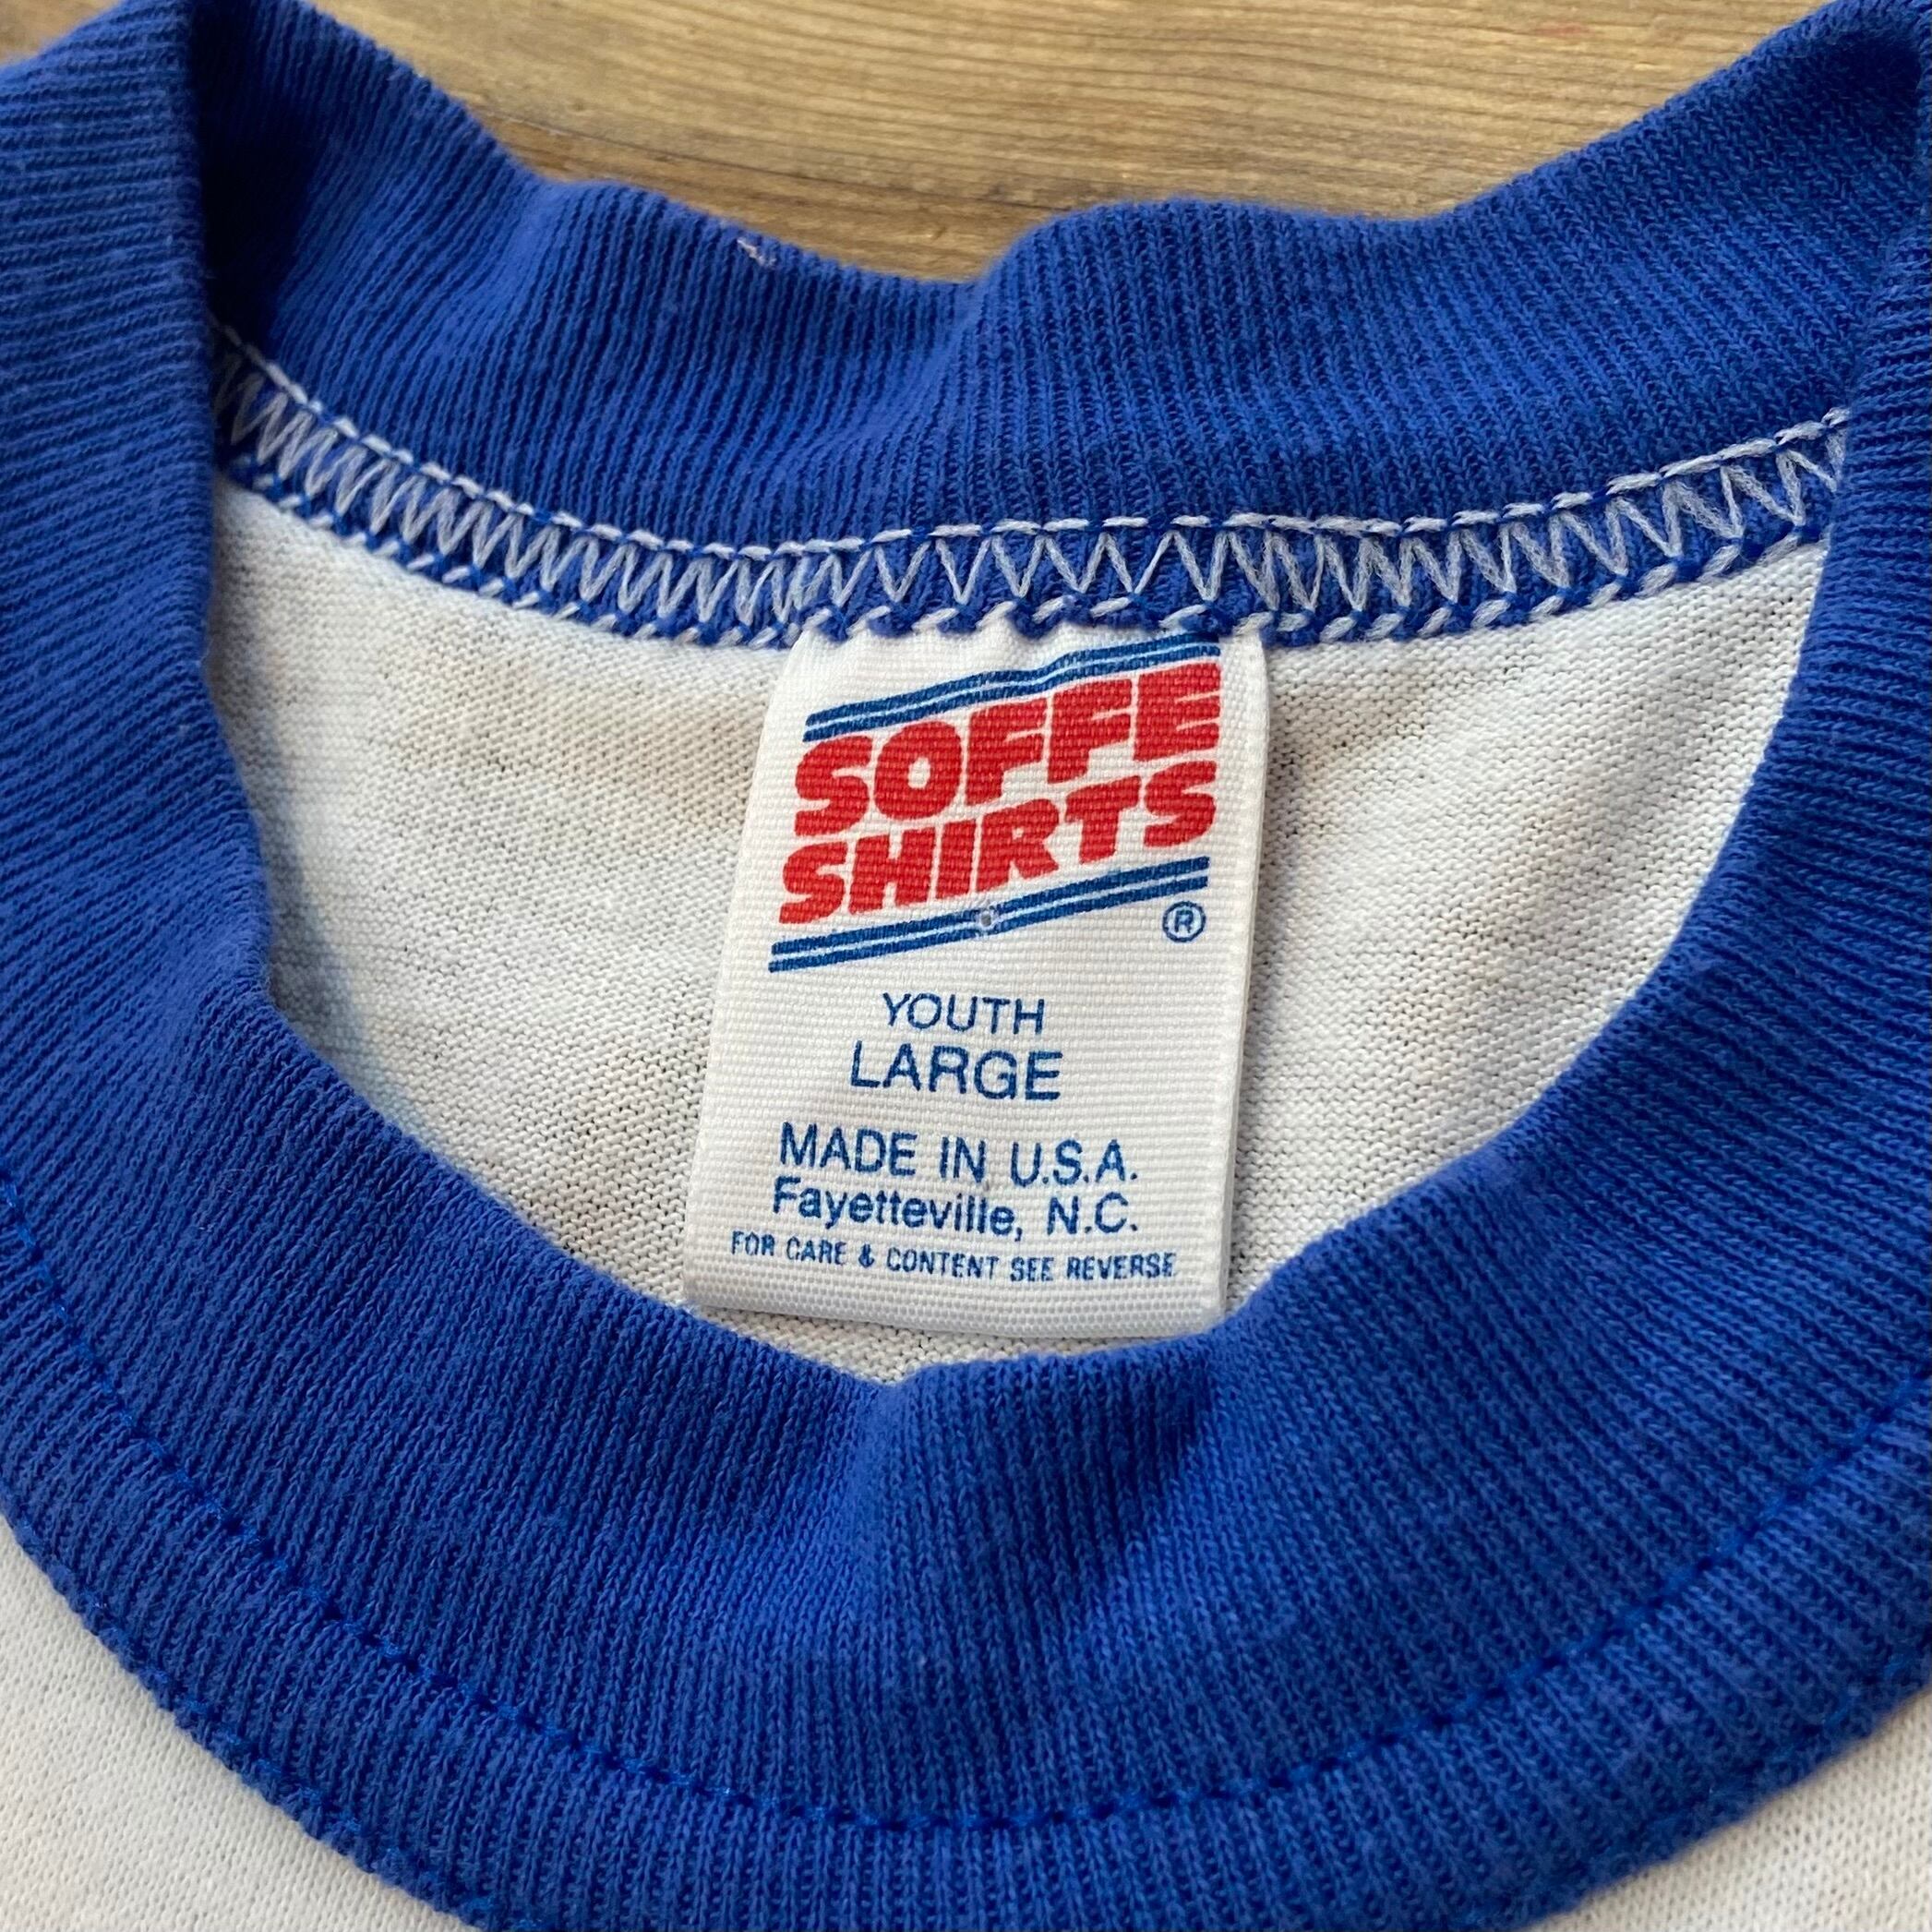 SOFFE
SHIRTS
®
YOUTH
LARGE
MADE IN U.S.A.
Fayetteville, N.C.
FOR CARE & CONTENT SEE REVERSE